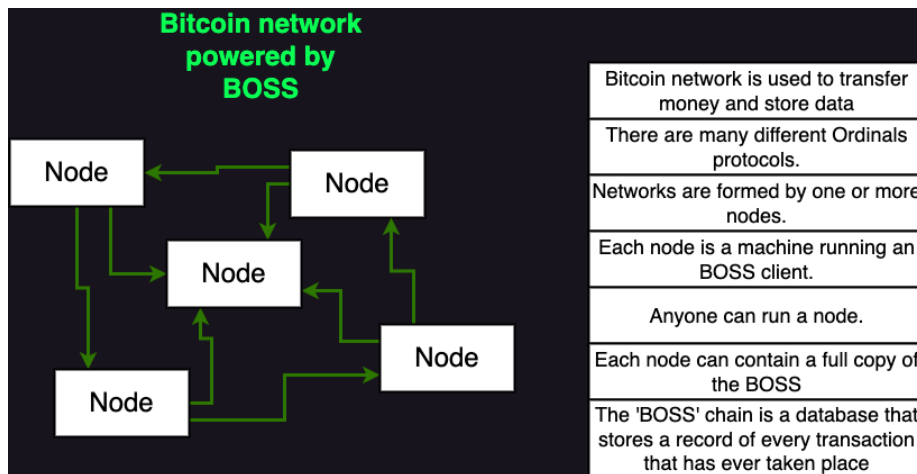 Bitcoin network
powered by
BOSS
Node
Node
Node
Node
Node
Bitcoin network is used to transfer
money and store data
There are many different Ordinals
protocols.
Networks are formed by one or more
nodes.
Each node is a machine running an
BOSS client.
Anyone can run a node.
Each node can contain a full copy of
the BOSS
The 'BOSS' chain is a database that
stores a record of every transaction
that has ever taken place